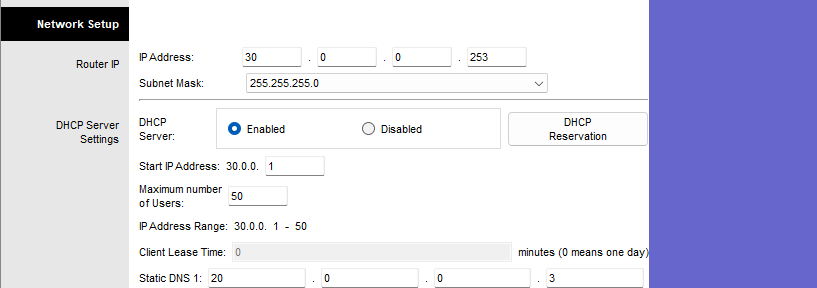 Network Setup
Router IP
IP Address: 30 . 0 . 0 . 253
Subnet Mask: 255.255.255.0
DHCP Server Settings
DHCP Server: Enabled Disabled DHCP Reservation
Start IP Address: 30.0.0. 1
Maximum number of Users: 50
IP Address Range: 30.0.0. 1 - 50
Client Lease Time: 0 minutes (0 means one day)
Static DNS 1: 20 . 0 . 0 . 3